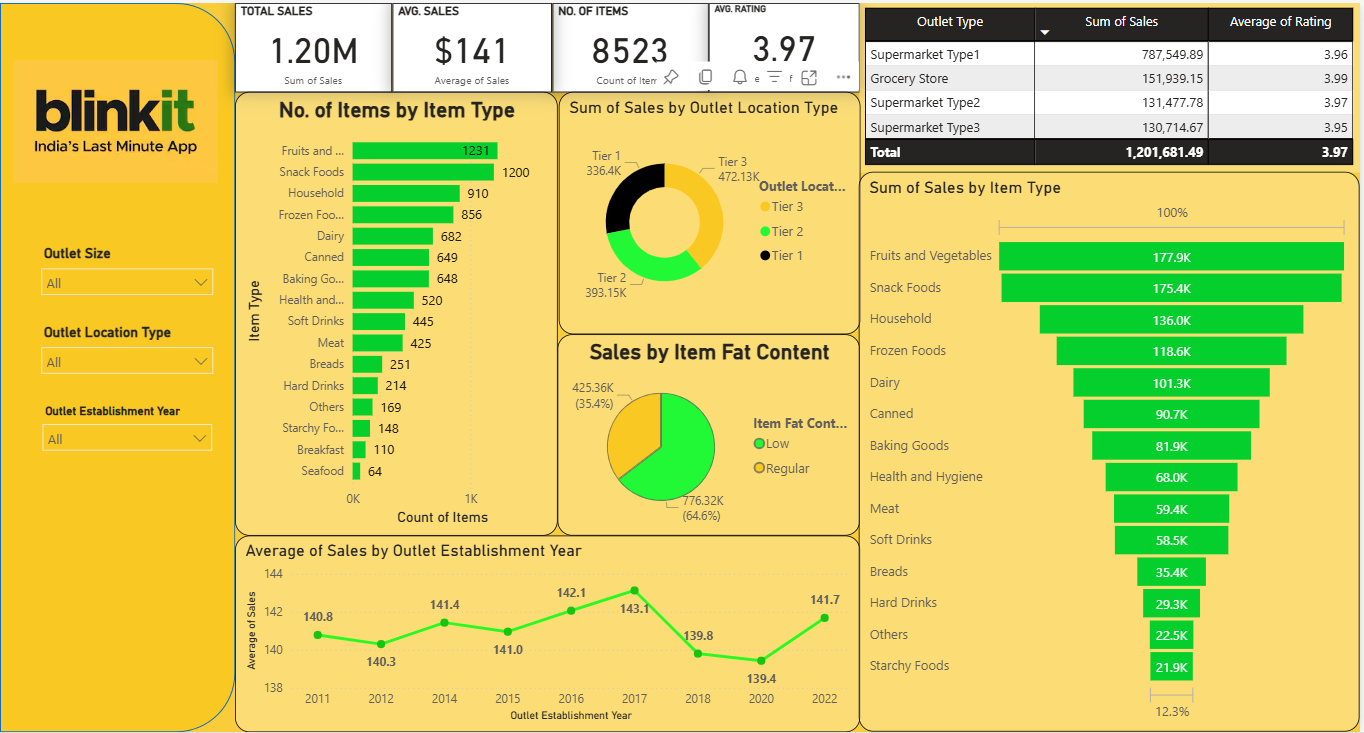 blinkit
India's Last Minute App
Outlet Size
All
Outlet Location Type
All
Outlet Establishment Year
All
TOTAL SALES
1.20M
Sum of Sales
AVG. SALES
$141
Average of Sales
NO. OF ITEMS
8523
Count of Item
AVG. RATING
3.97
e
f
No. of Items by Item Type
Item Type
Fruits and ... 1231
Snack Foods 1200
Household 910
Frozen Foo... 856
Dairy 682
Canned 649
Baking Go... 648
Health and... 520
Soft Drinks 445
Meat 425
Breads 251
Hard Drinks 214
Others 169
Starchy Fo... 148
Breakfast 110
Seafood 64
0K 1K
Count of Items
Sum of Sales by Outlet Location Type
Tier 1
336.4K
Tier 3
472.13K
Tier 2
393.15K
Outlet Locat...
Tier 3
Tier 2
Tier 1
Sales by Item Fat Content
425.36K
(35.4%)
776.32K
(64.6%)
Item Fat Cont...
Low
Regular
Average of Sales by Outlet Establishment Year
Average of Sales
144
142
140
138
140.8
140.3
141.4
141.0
142.1
143.1
139.8
139.4
141.7
2011 2012 2014 2015 2016 2017 2018 2020 2022
Outlet Establishment Year
Outlet Type Sum of Sales Average of Rating
Supermarket Type1 787,549.89 3.96
Grocery Store 151,939.15 3.99
Supermarket Type2 131,477.78 3.97
Supermarket Type3 130,714.67 3.95
Total 1,201,681.49 3.97
Sum of Sales by Item Type
100%
Fruits and Vegetables 177.9K
Snack Foods 175.4K
Household 136.0K
Frozen Foods 118.6K
Dairy 101.3K
Canned 90.7K
Baking Goods 81.9K
Health and Hygiene 68.0K
Meat 59.4K
Soft Drinks 58.5K
Breads 35.4K
Hard Drinks 29.3K
Others 22.5K
Starchy Foods 21.9K
12.3%